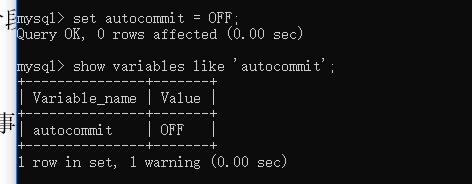 mysql> set autocommit = OFF;
Query OK, 0 rows affected (0.00 sec)
mysql> show variables like 'autocommit';
+---------------+-------+
| Variable_name | Value |
+---------------+-------+
| autocommit    | OFF   |
+---------------+-------+
1 row in set, 1 warning (0.00 sec)
事